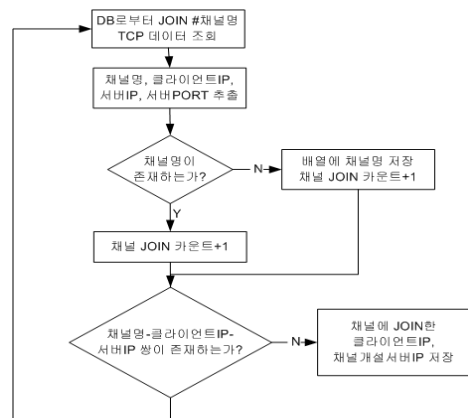 DB로부터 JOIN #채널명
TCP 데이터 조회
채널명, 클라이언트IP,
서버IP, 서버PORT 추출
채널명이
존재하는가?
N
배열에 채널명 저장
채널 JOIN 카운트+1
Y
채널 JOIN 카운트+1
채널명-클라이언트IP-
서버IP 쌍이 존재하는가?
N
채널에 JOIN한
클라이언트IP,
채널개설서버IP 저장